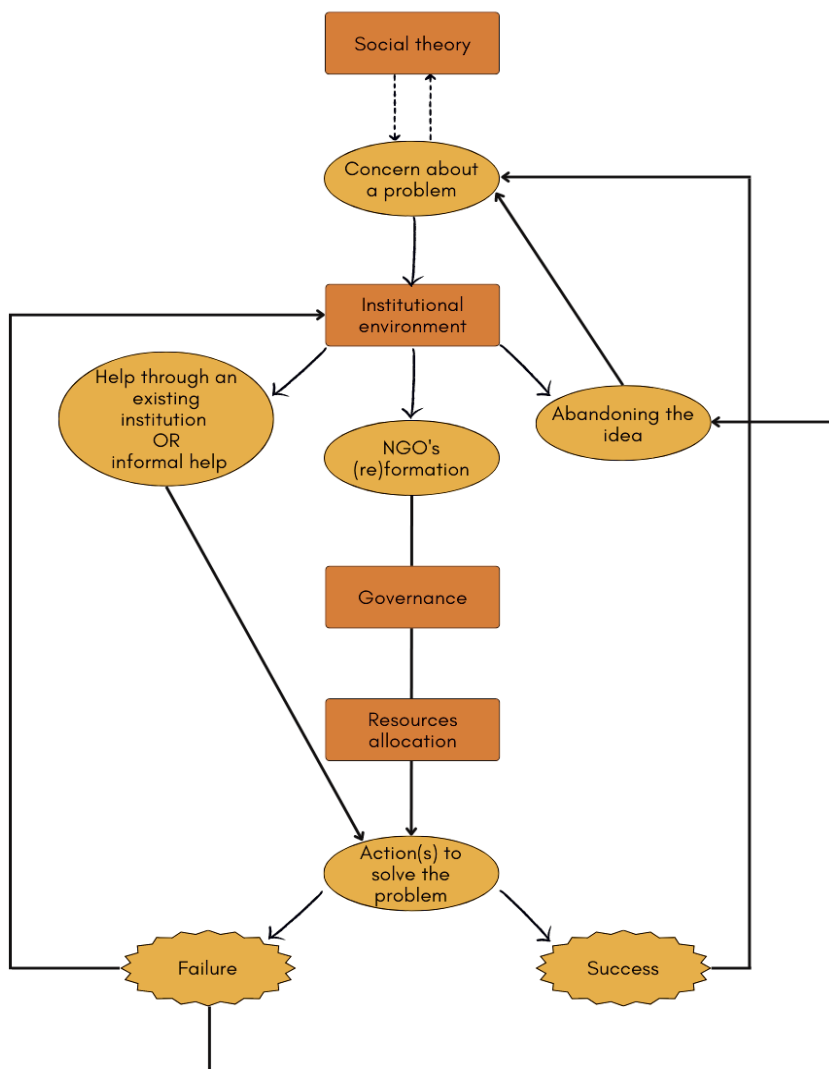 Social theory
Concern about
a problem
Institutional
environment
Help through an
existing
institution
OR
informal help
NGO's
(re)formation
Abandoning the
idea
Governance
Resources
allocation
Action(s) to
solve the
problem
Failure
Success